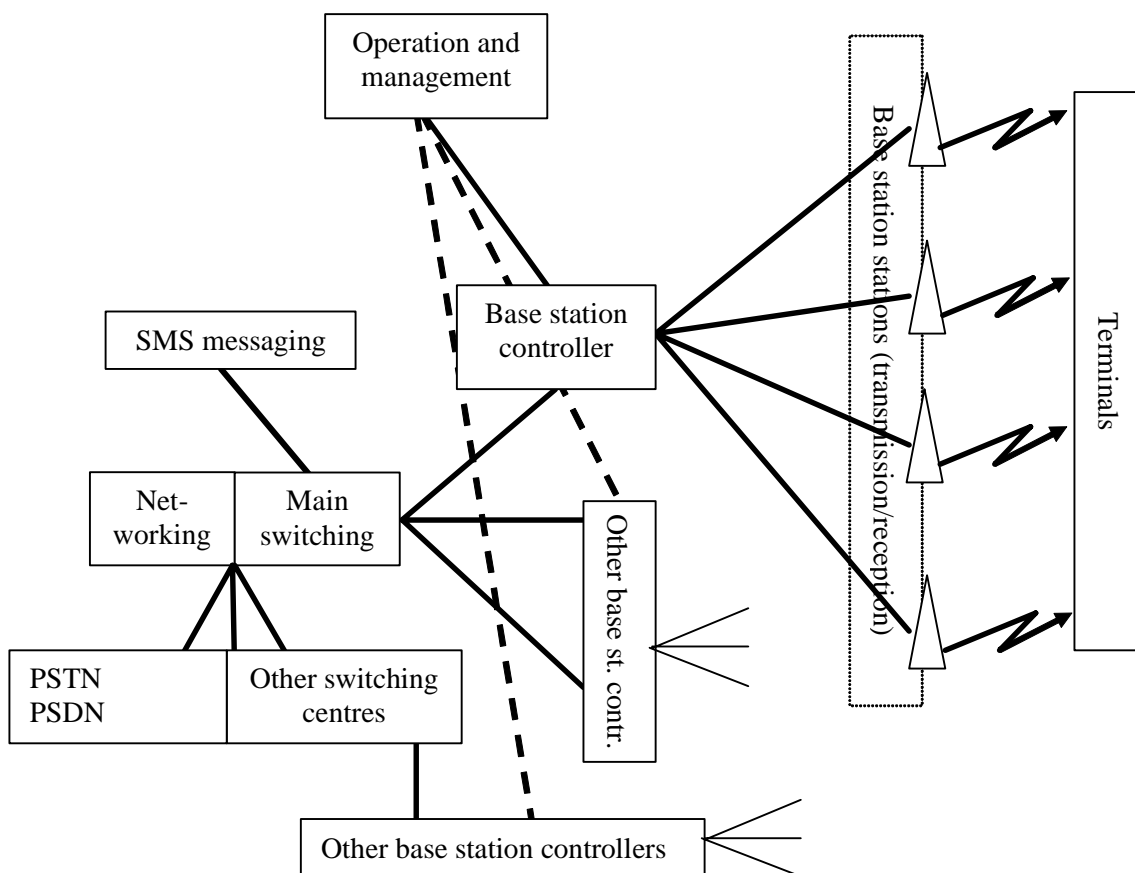 Operation and
management
Base station stations (transmission/reception)
Terminals
Base station
controller
SMS messaging
Net-
working
Main
switching
Other base st. contr.
PSTN
PSDN
Other switching
centres
Other base station controllers